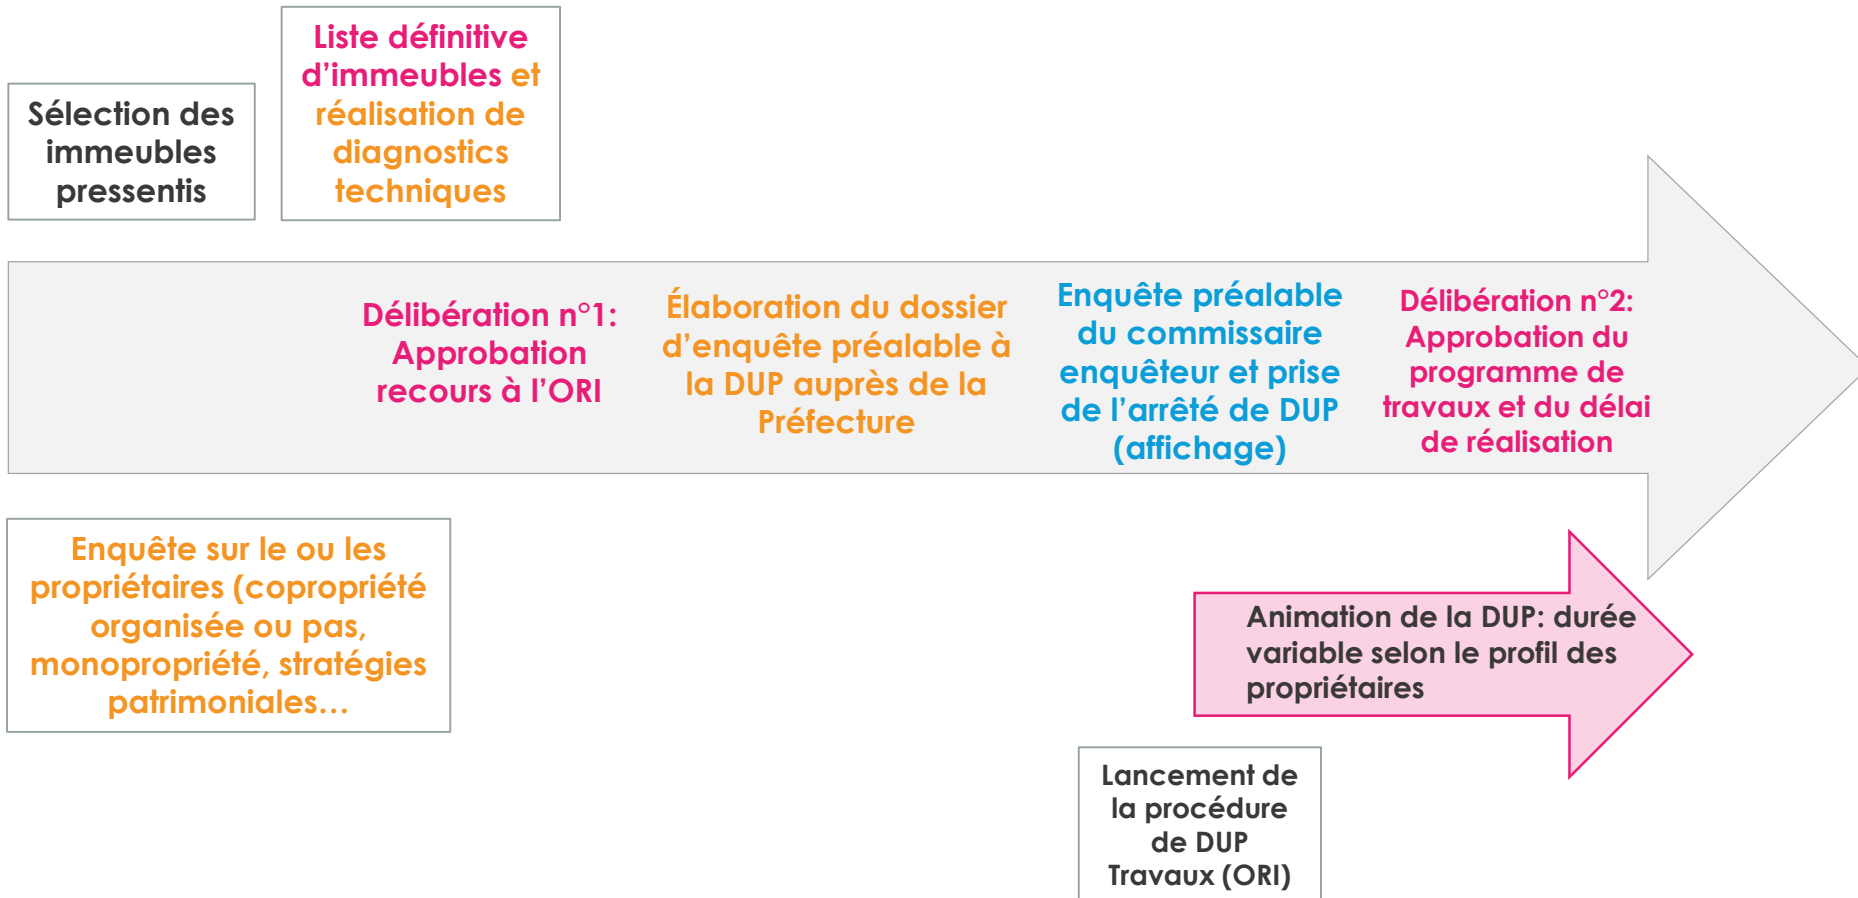 Liste définitive
d’immeubles et
réalisation de
diagnostics
techniques
Sélection des
immeubles
pressentis
Délibération n°1:
Approbation
recours à l’ORI
Élaboration du dossier
d’enquête préalable à
la DUP auprès de la
Préfecture
Enquête préalable
du commissaire
enquêteur et prise
de l’arrêté de DUP
(affichage)
Délibération n°2:
Approbation du
programme de
travaux et du délai
de réalisation
Enquête sur le ou les
propriétaires (copropriété
organisée ou pas,
monopropriété, stratégies
patrimoniales…
Animation de la DUP: durée
variable selon le profil des
propriétaires
Lancement de
la procédure
de DUP
Travaux (ORI)